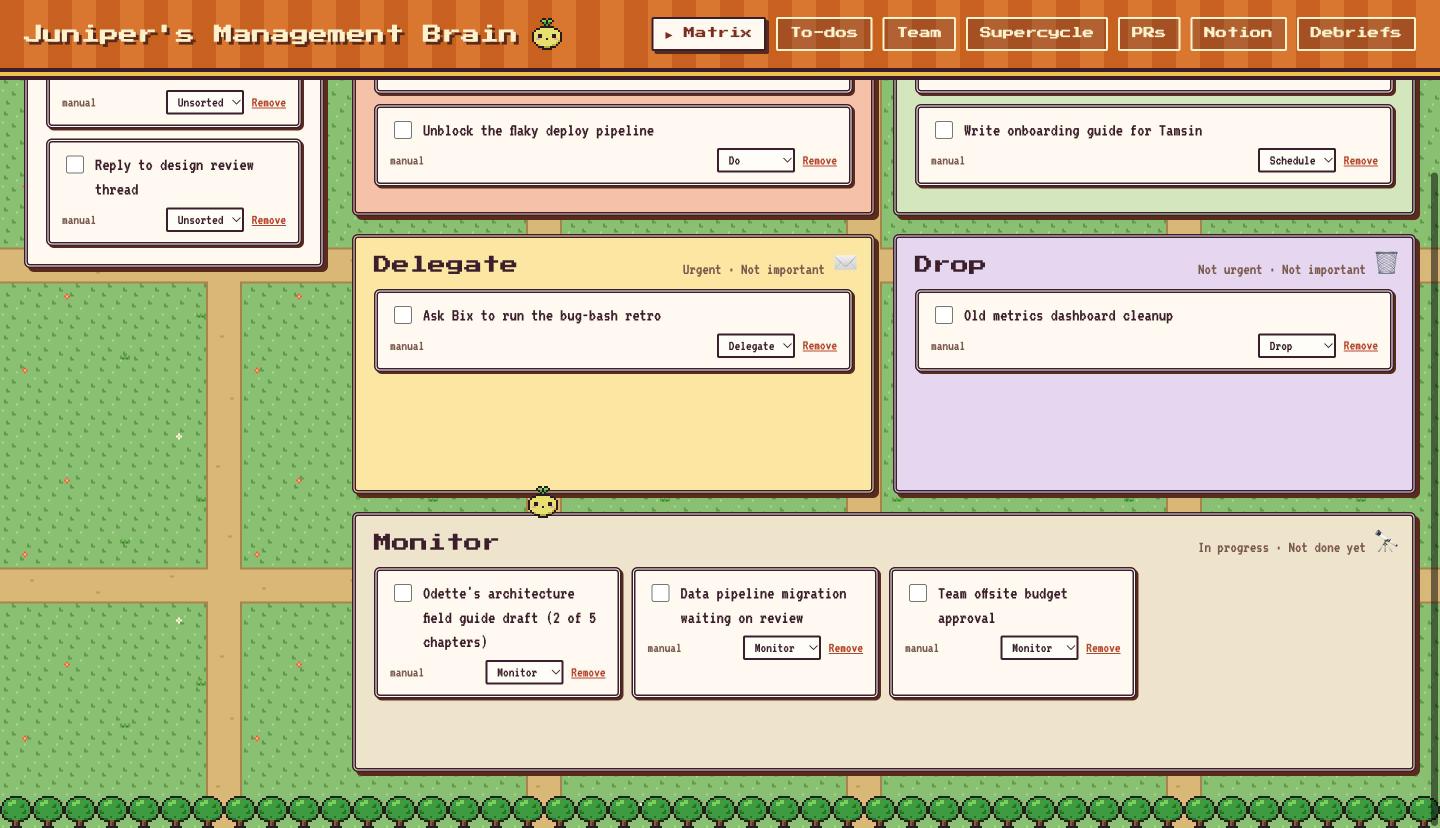 Juniper's Management Brain
▶ Matrix
To-dos
Team
Supercycle
PRs
Notion
Debriefs
manual
Unsorted
Remove
Reply to design review
thread
manual
Unsorted
Remove
Unblock the flaky deploy pipeline
manual
Do
Remove
Write onboarding guide for Tamsin
manual
Schedule
Remove
Delegate
Urgent · Not important
Ask Bix to run the bug-bash retro
manual
Delegate
Remove
Drop
Not urgent · Not important
Old metrics dashboard cleanup
manual
Drop
Remove
Monitor
In progress · Not done yet
Odette's architecture
field guide draft (2 of 5
chapters)
manual
Monitor
Remove
Data pipeline migration
waiting on review
manual
Monitor
Remove
Team offsite budget
approval
manual
Monitor
Remove